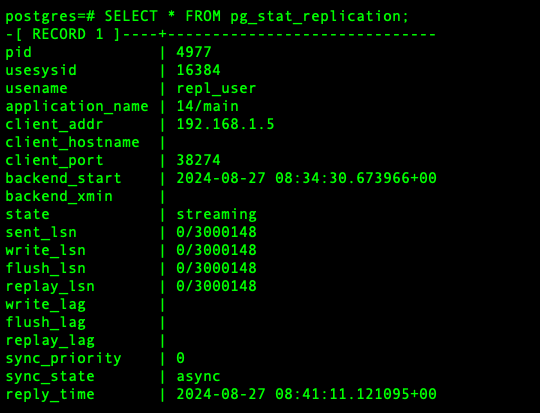 postgres=# SELECT * FROM pg_stat_replication;
-[ RECORD 1 ]----+------------------------------
pid              | 4977
usesysid         | 16384
usename          | repl_user
application_name | 14/main
client_addr      | 192.168.1.5
client_hostname  |
client_port      | 38274
backend_start    | 2024-08-27 08:34:30.673966+00
backend_xmin     |
state            | streaming
sent_lsn         | 0/3000148
write_lsn        | 0/3000148
flush_lsn        | 0/3000148
replay_lsn       | 0/3000148
write_lag        |
flush_lag        |
replay_lag       |
sync_priority    | 0
sync_state       | async
reply_time       | 2024-08-27 08:41:11.121095+00